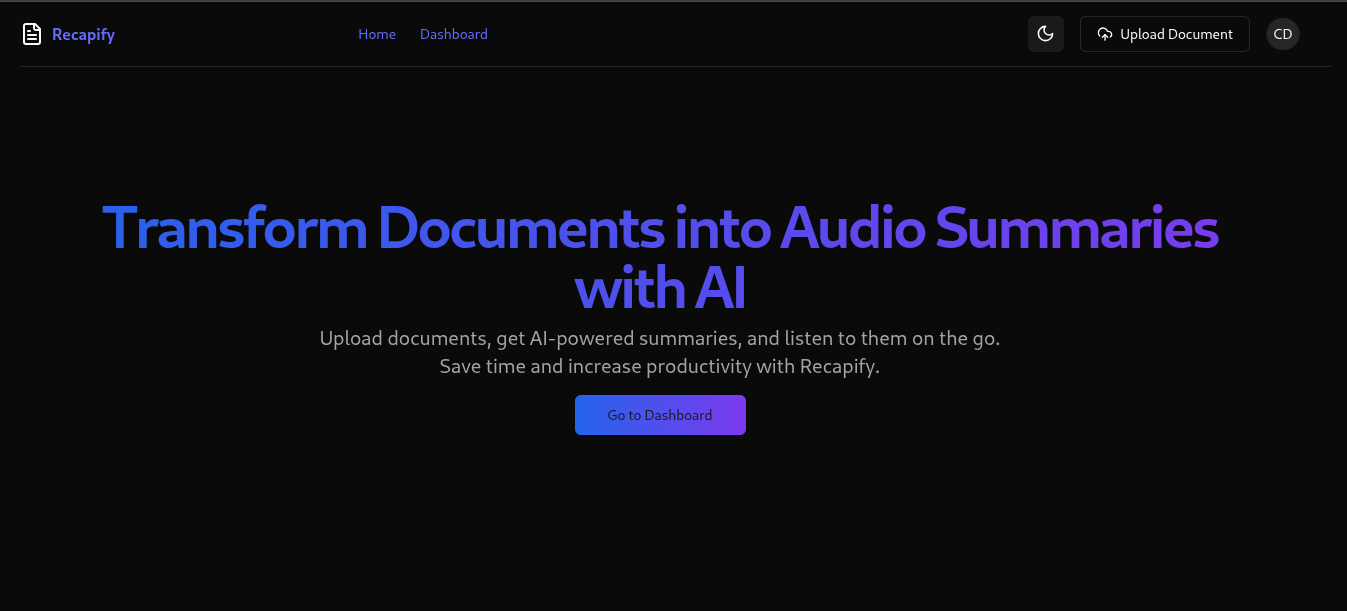 Recapify
Home
Dashboard
Upload Document
CD
Transform Documents into Audio Summaries
with AI
Upload documents, get AI-powered summaries, and listen to them on the go.
Save time and increase productivity with Recapify.
Go to Dashboard